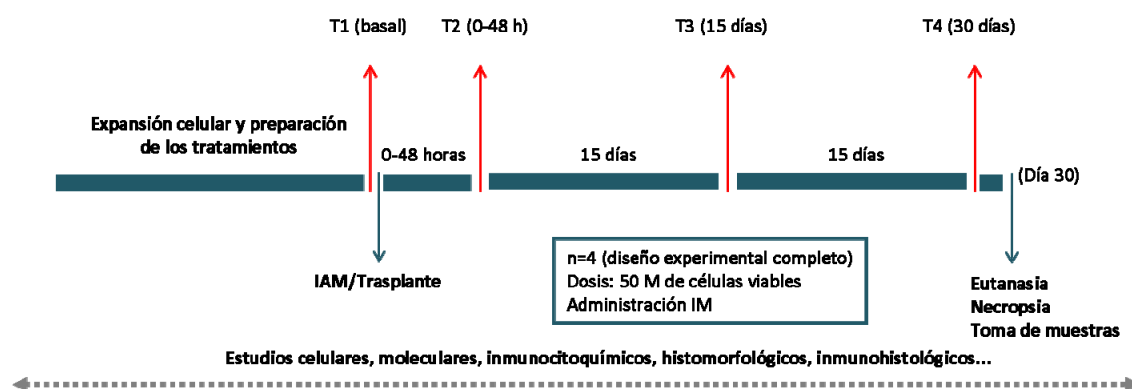 T1 (basal)
T2 (0-48 h)
T3 (15 días)
T4 (30 días)
Expansión celular y preparación
de los tratamientos
0-48 horas
15 días
15 días
(Día 30)
IAM/Trasplante
n=4 (diseño experimental completo)
Dosis: 50 M de células viables
Administración IM
Eutanasia
Necropsia
Toma de muestras
Estudios celulares, moleculares, inmunocitoquímicos, histomorfológicos, inmunohistológicos...